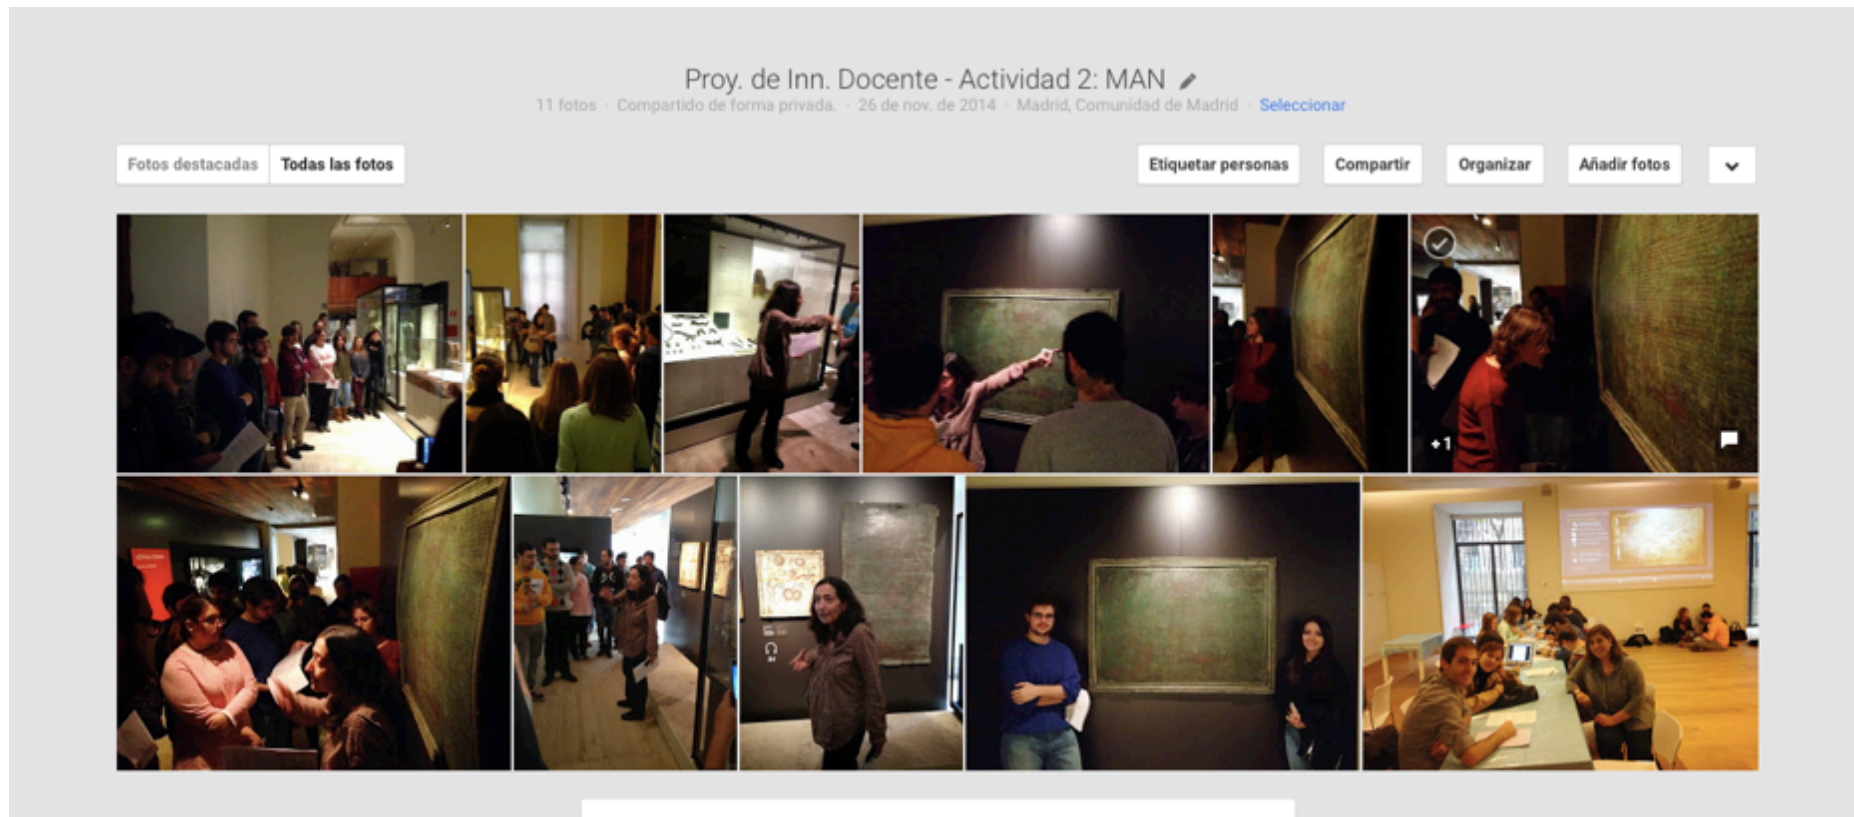 Proy. de Inn. Docente - Actividad 2: MAN
11 fotos · Compartido de forma privada. · 26 de nov. de 2014 · Madrid, Comunidad de Madrid · Seleccionar
Fotos destacadas Todas las fotos Etiquetar personas Compartir Organizar Añadir fotos
+1